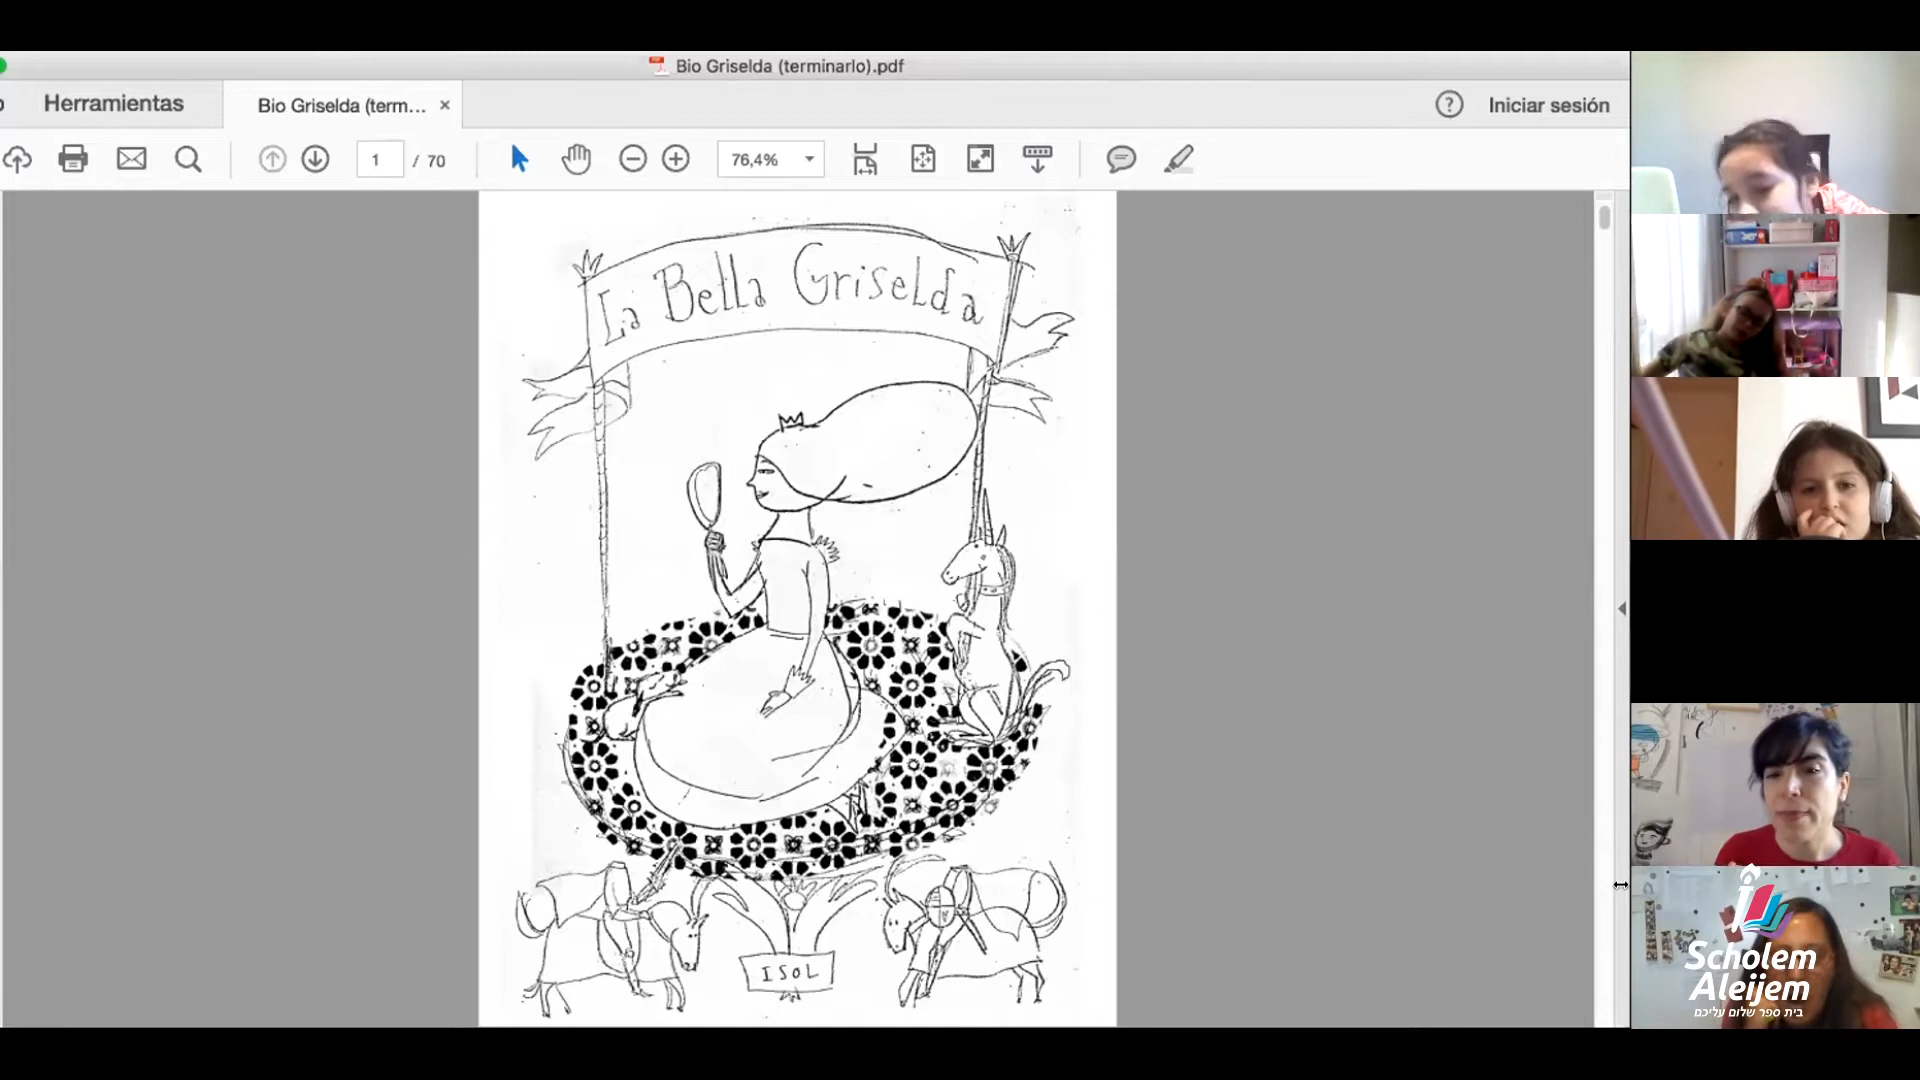 Bio Griselda (terminarlo).pdf
Herramientas
Bio Griselda (term...
Iniciar sesión
1 / 70
76,4%
La Bella Griselda
ISOL
Scholem
Aleijem
בית ספר שלום עליכם